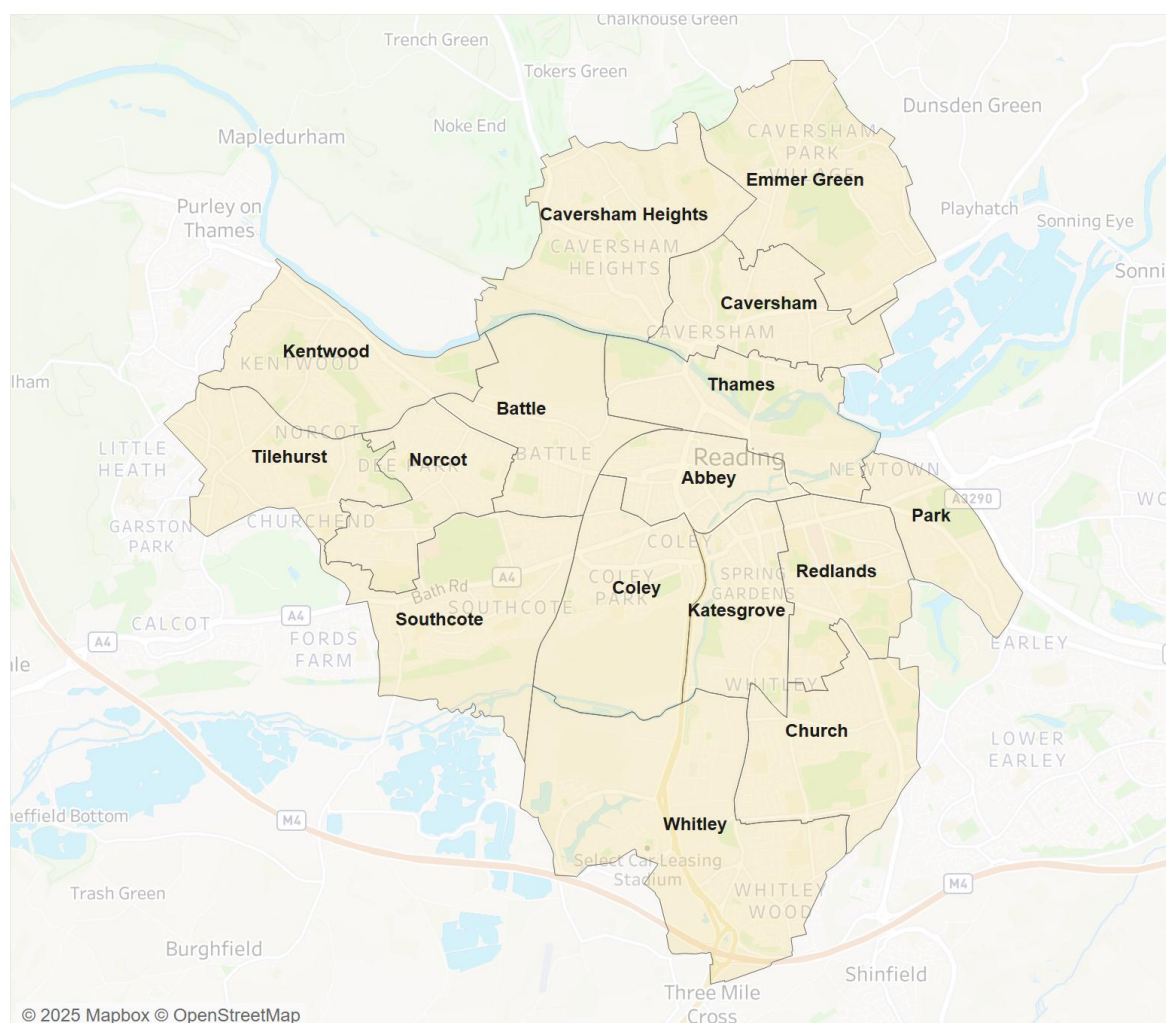 Chalkhouse Green
Trench Green
Tokers Green
Dunsden Green
Noke End
Mapledurham
CAVERSHAM
PARK
VILLAGE
Emmer Green
Purley on
Thames
Caversham Heights
Playhatch
Sonning Eye
CAVERSHAM
HEIGHTS
Sonni
Caversham
CAVERSHAM
Kentwood
KENTWOOD
lham
Thames
Battle
NORCOT
LITTLE
HEATH
Tilehurst
DEE PARK
Norcot
BATTLE
Reading
Abbey
NEWTOWN
A3290
WO
Park
GARSTON
PARK
CHURCHEND
COLEY
Redlands
A4
Bath Rd
COLEY
PARK
Coley
SPRING
GARDENS
Katesgrove
SOUTHCOTE
Southcote
A4
CALCOT
A4
FORDS
FARM
EARLEY
ale
WHITLEY
Church
LOWER
EARLEY
heffield Bottom
M4
Whitley
Select Car Leasing
Stadium
WHITLEY
WOOD
M4
Trash Green
Burghfield
Shinfield
Three Mile
Cross
© 2025 Mapbox © OpenStreetMap